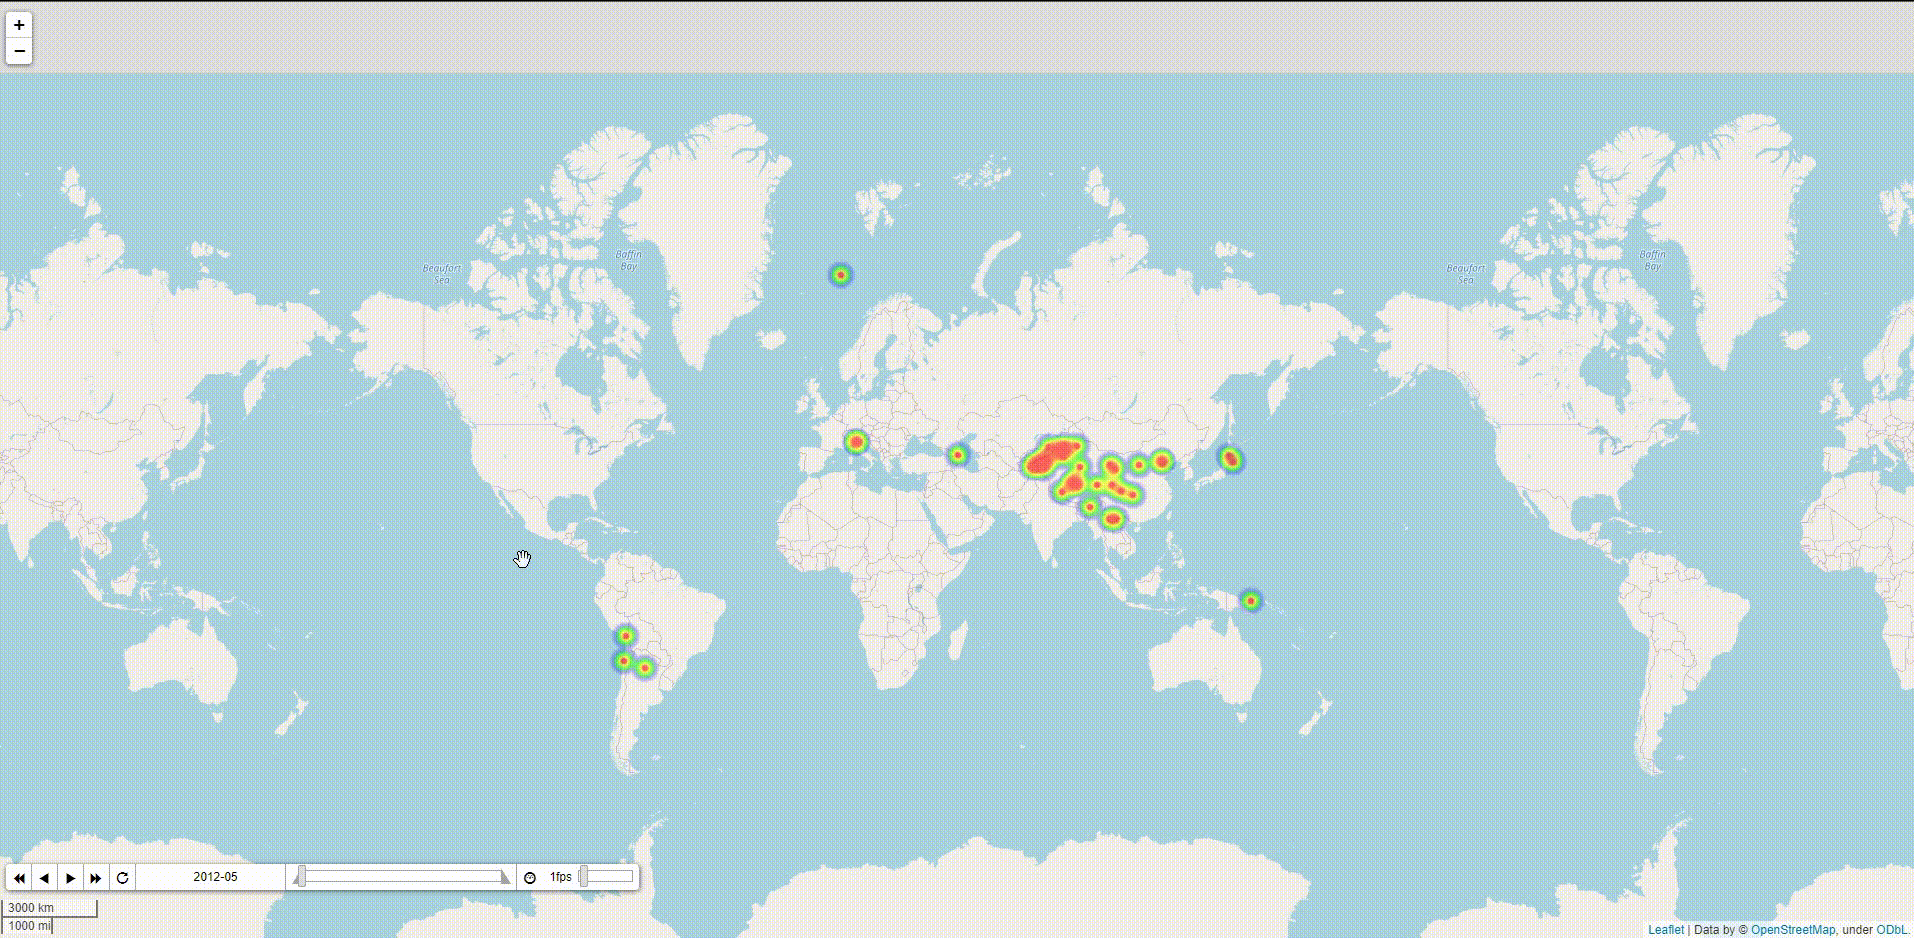 +
−
Baffin
Bay
Baffin
Bay
Beaufort
Sea
Beaufort
Sea
2012-05
1fps
3000 km
1000 mi
Leaflet | Data by © OpenStreetMap, under ODbL.